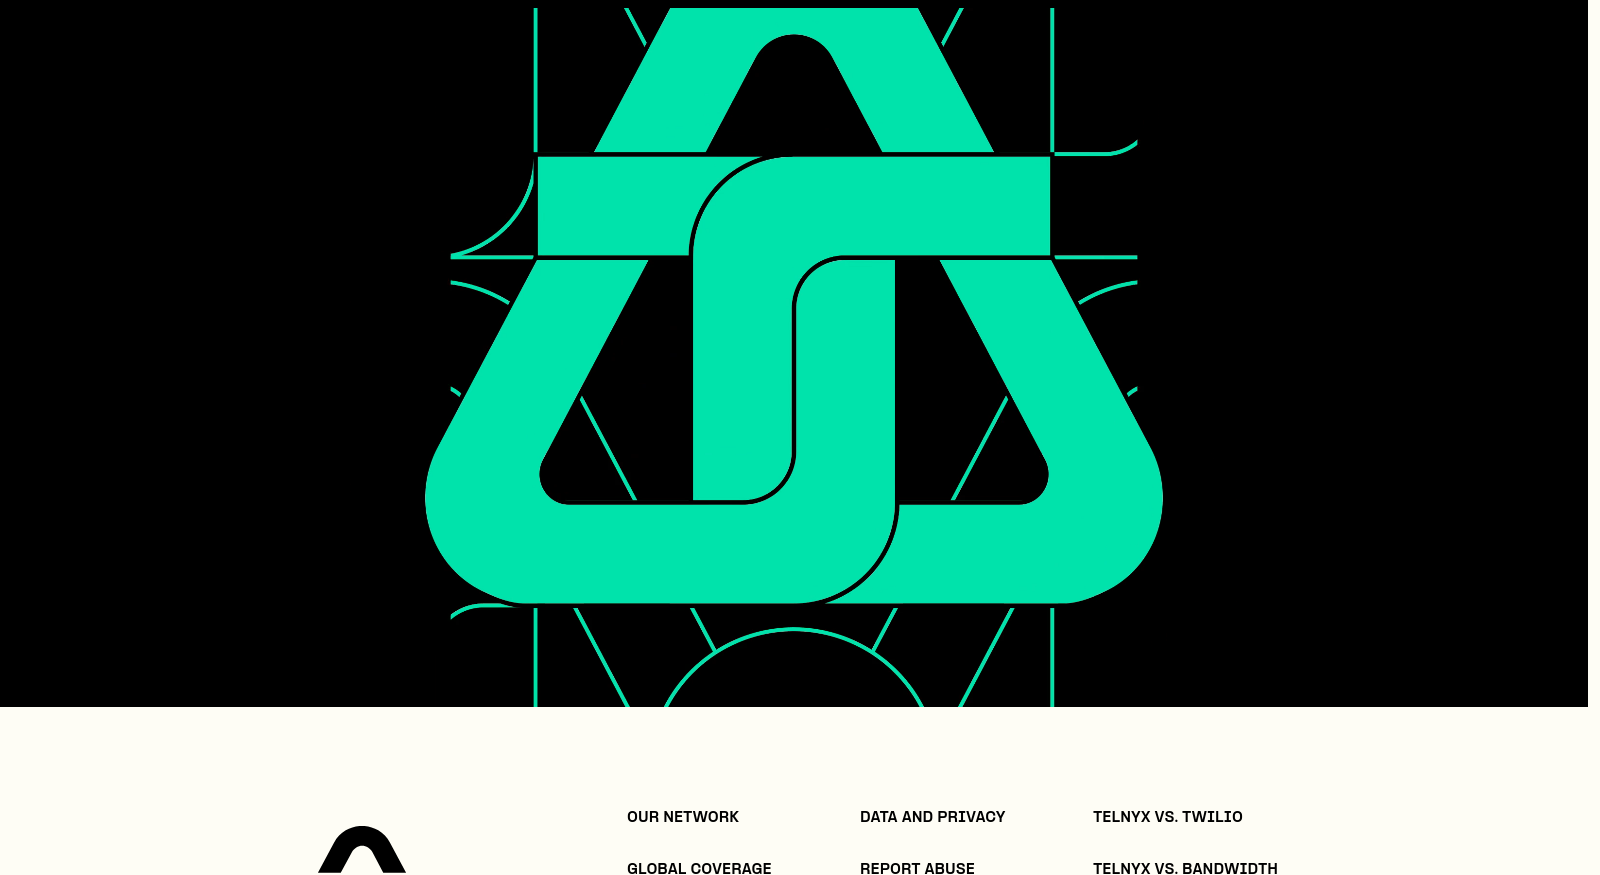 OUR NETWORK
DATA AND PRIVACY
TELNYX VS. TWILIO
GLOBAL COVERAGE
REPORT ABUSE
TELNYX VS. BANDWIDTH